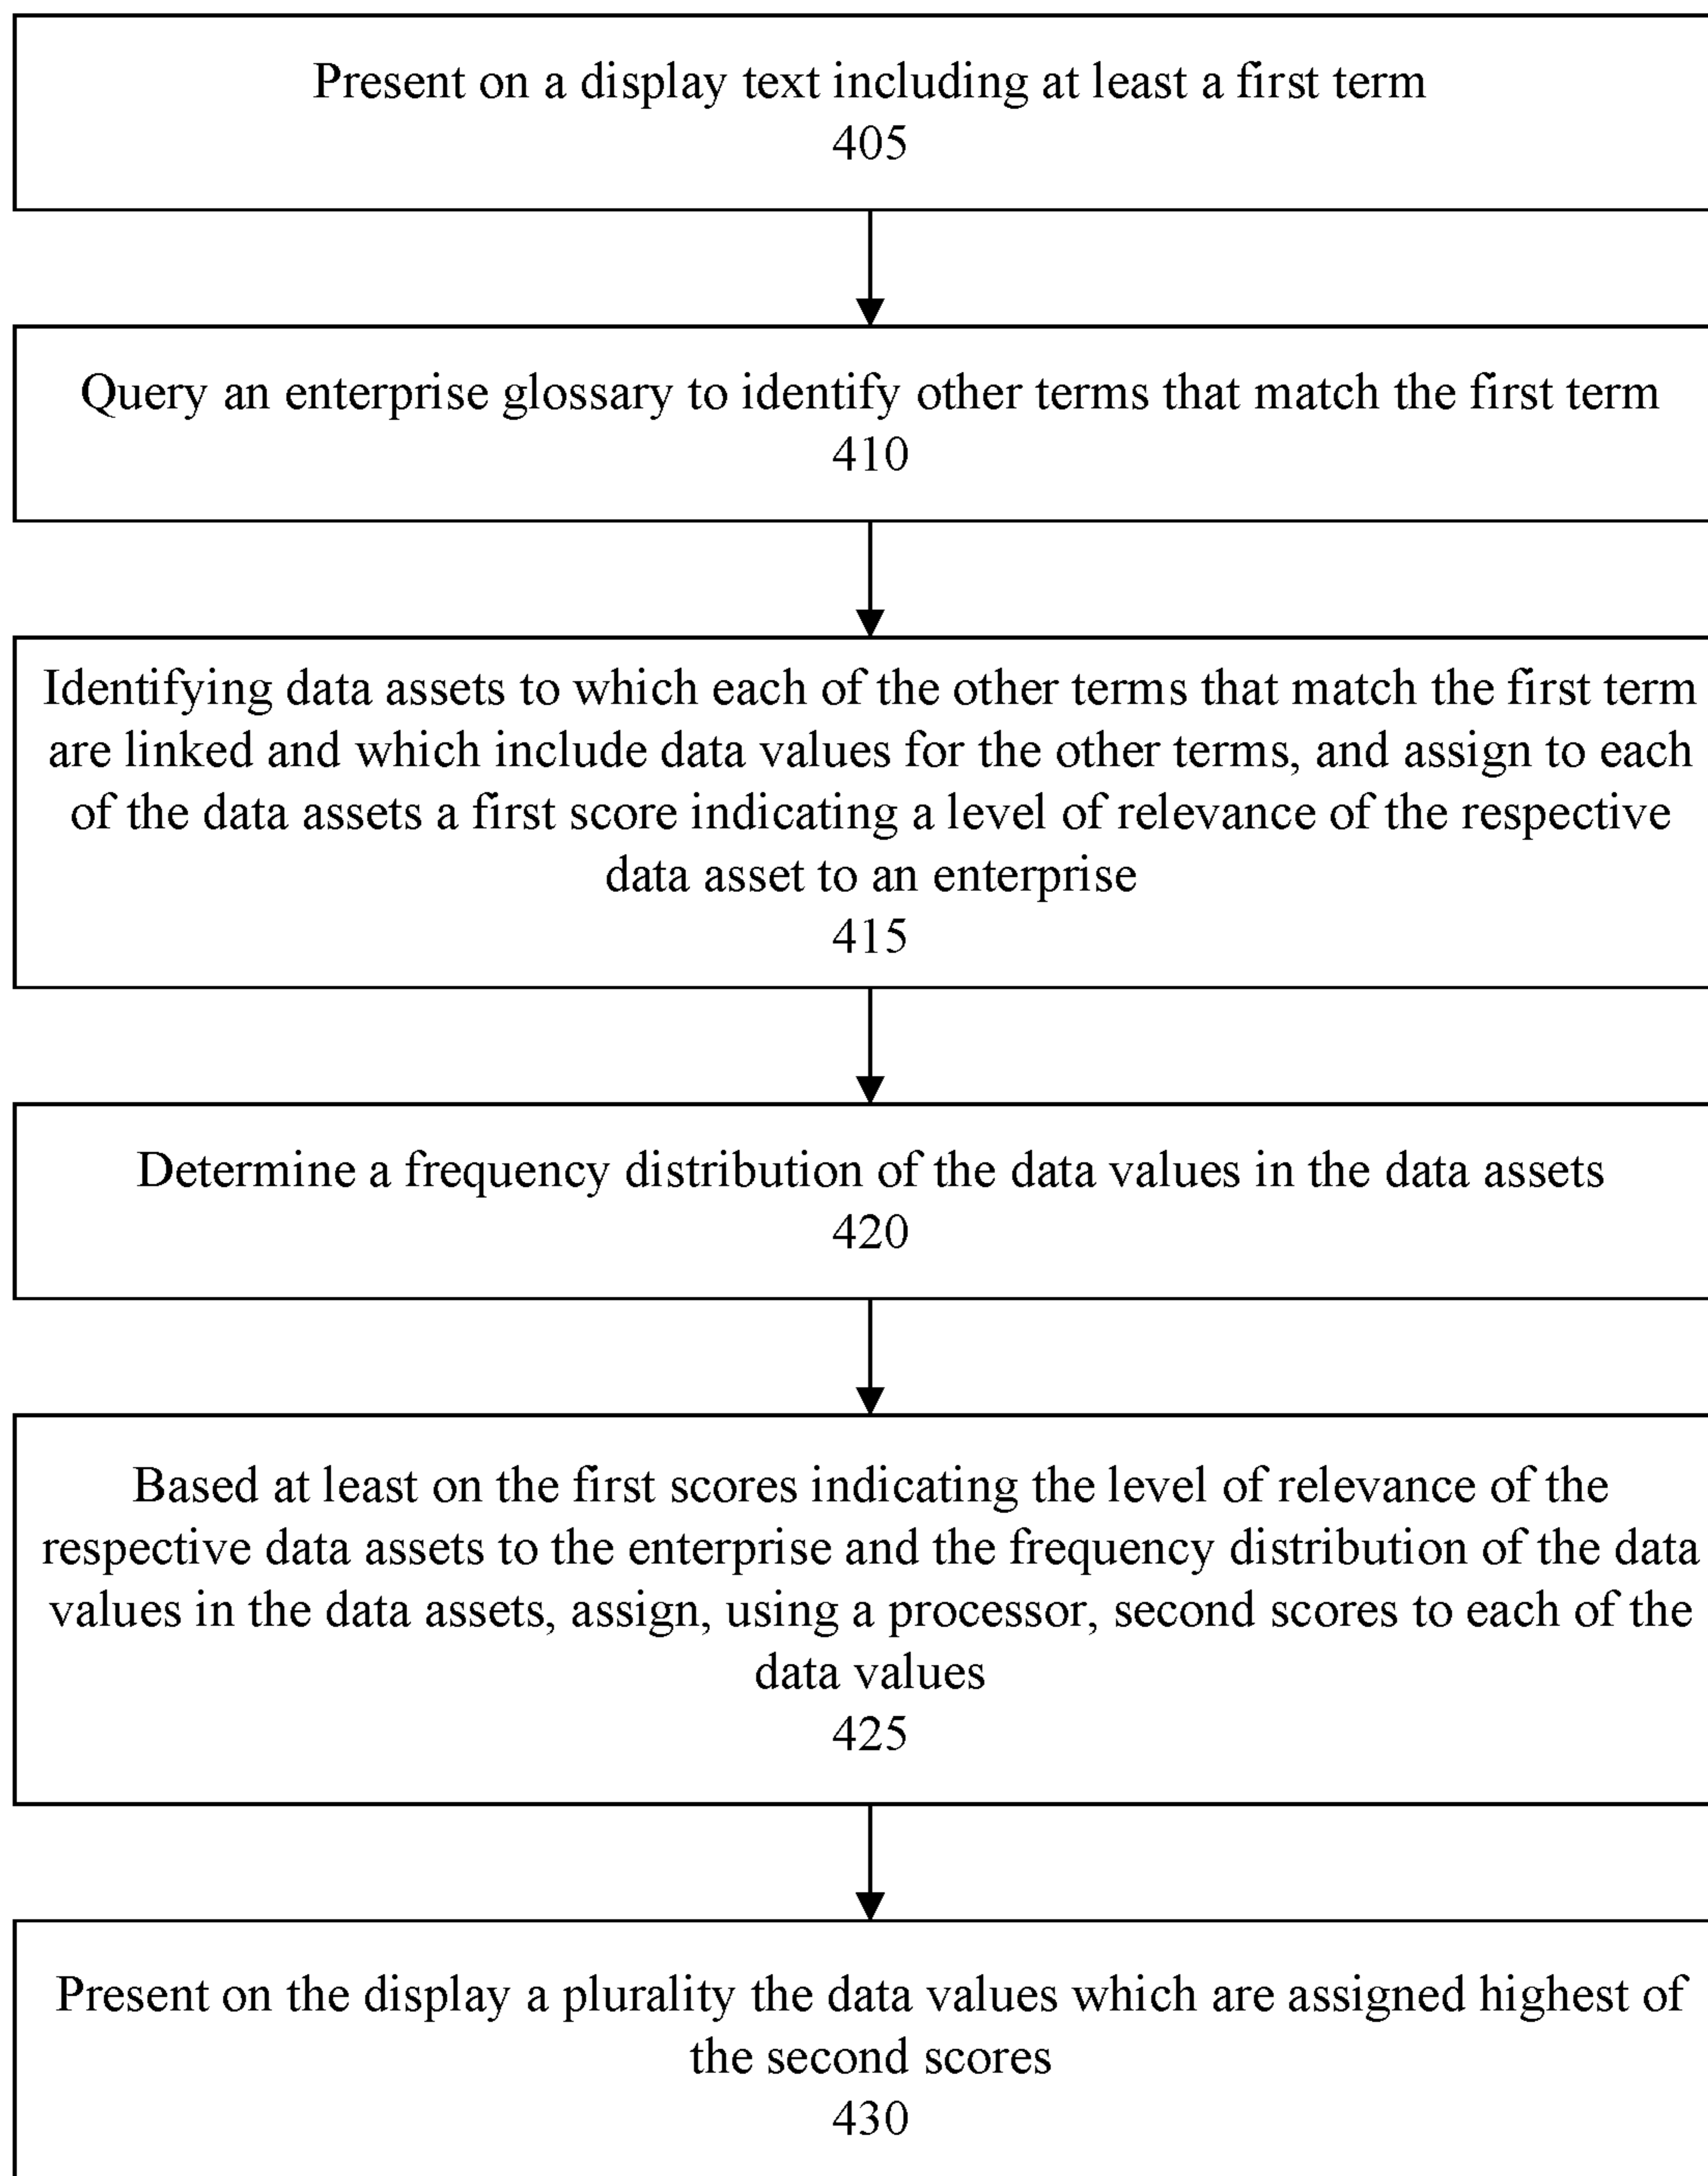 Present on a display text including at least a first term
405
Query an enterprise glossary to identify other terms that match the first term
410
Identifying data assets to which each of the other terms that match the first term
are linked and which include data values for the other terms, and assign to each
of the data assets a first score indicating a level of relevance of the respective
data asset to an enterprise
415
Determine a frequency distribution of the data values in the data assets
420
Based at least on the first scores indicating the level of relevance of the
respective data assets to the enterprise and the frequency distribution of the data
values in the data assets, assign, using a processor, second scores to each of the
data values
425
Present on the display a plurality the data values which are assigned highest of
the second scores
430